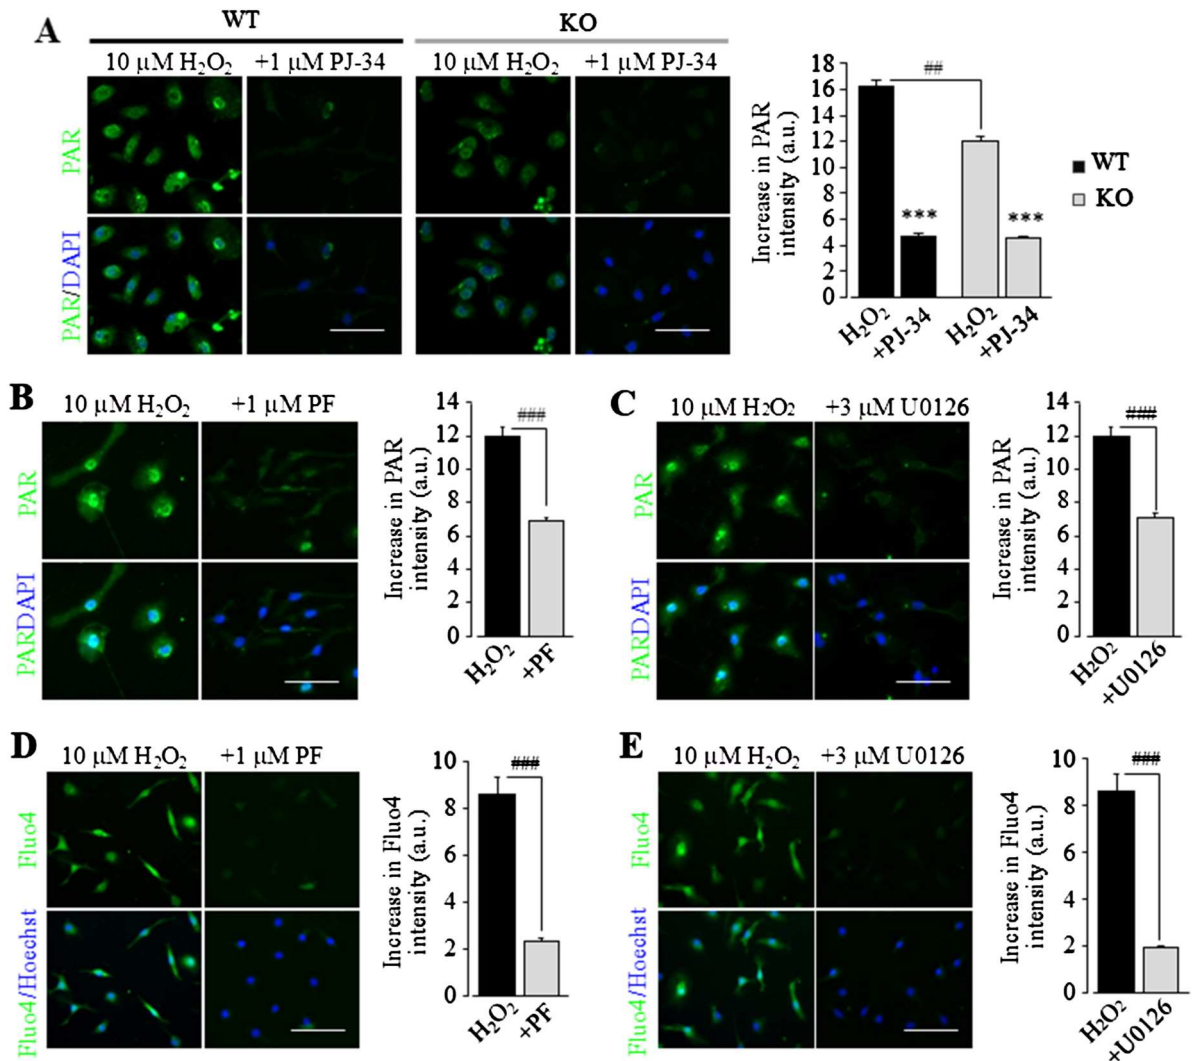 A
WT
KO
10 µM H₂O₂ +1 µM PJ-34 10 µM H₂O₂ +1 µM PJ-34
PAR
PAR/DAPI
Increase in PAR
intensity (a.u.)
18
16
14
12
10
8
6
4
2
0
##
*** ***
H₂O₂ +PJ-34 H₂O₂ +PJ-34
WT
KO
B
10 µM H₂O₂ +1 µM PF
PAR
PARDAPI
Increase in PAR
intensity (a.u.)
14
12
10
8
6
4
2
0
###
H₂O₂ +PF
C
10 µM H₂O₂ +3 µM U0126
PAR
PARDAPI
Increase in PAR
intensity (a.u.)
14
12
10
8
6
4
2
0
###
H₂O₂ +U0126
D
10 µM H₂O₂ +1 µM PF
Fluo4
Fluo4/Hoechst
Increase in Fluo4
intensity (a.u.)
10
8
6
4
2
0
###
H₂O₂ +PF
E
10 µM H₂O₂ +3 µM U0126
Fluo4
Fluo4/Hoechst
Increase in Fluo4
intensity (a.u.)
10
8
6
4
2
0
###
H₂O₂ +U0126